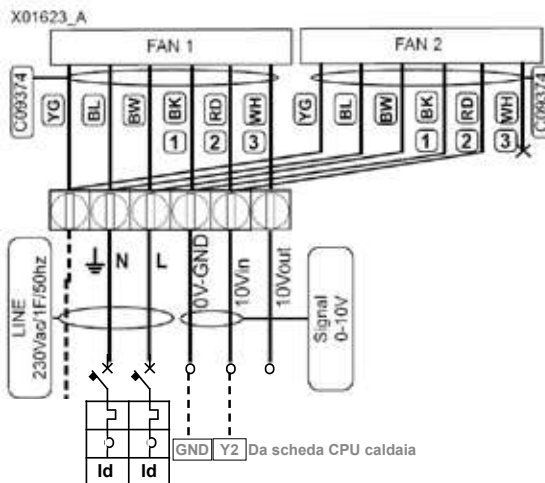 X01623_A
FAN 1
FAN 2
C09374
YG
BL
BW
BK
RD
WH
1
2
3
YG
BL
BW
BK
RD
WH
1
2
3
C09374
LINE
230Vac/1F/50hz
N
L
0V-GND
10Vin
10Vout
Signal
0-10V
GND
Y2
Da scheda CPU caldaia
Id
Id